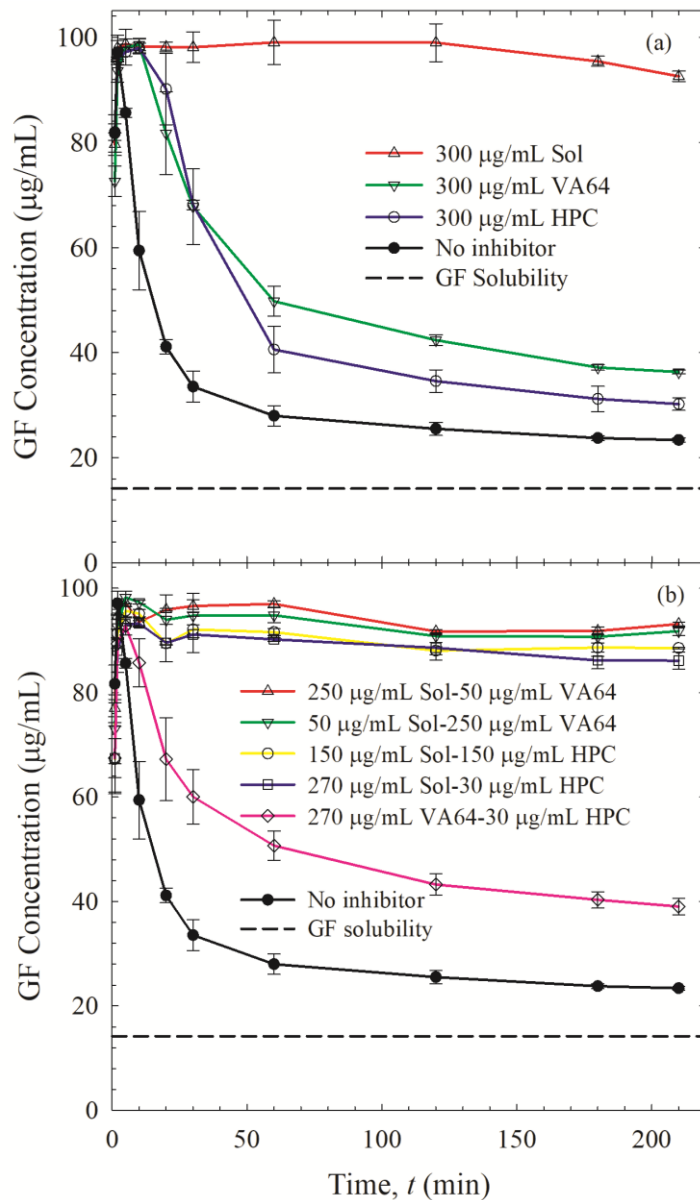 (a)
100
80
60
40
20
0
GF Concentration (µg/mL)
300 µg/mL Sol
300 µg/mL VA64
300 µg/mL HPC
No inhibitor
GF Solubility
(b)
100
80
60
40
20
0
GF Concentration (µg/mL)
250 µg/mL Sol-50 µg/mL VA64
50 µg/mL Sol-250 µg/mL VA64
150 µg/mL Sol-150 µg/mL HPC
270 µg/mL Sol-30 µg/mL HPC
270 µg/mL VA64-30 µg/mL HPC
No inhibitor
GF solubility
0 50 100 150 200
Time, t (min)